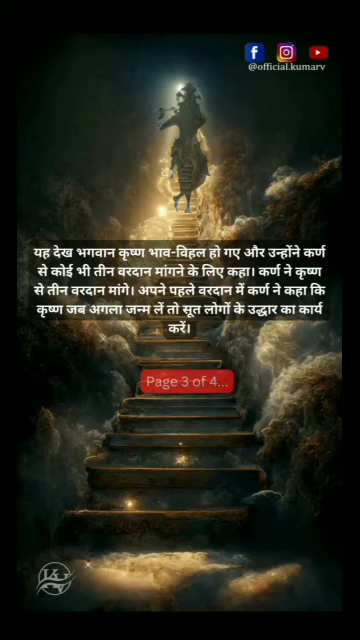 @official.kumarv
यह देख भगवान कृष्ण भाव-विहल हो गए और उन्होंने कर्ण
से कोई भी तीन वरदान मांगने के लिए कहा। कर्ण ने कृष्ण
से तीन वरदान मांगे। अपने पहले वरदान में कर्ण ने कहा कि
कृष्ण जब अगला जन्म लें तो सूत लोगों के उद्धार का कार्य
करें।
Page 3 of 4...